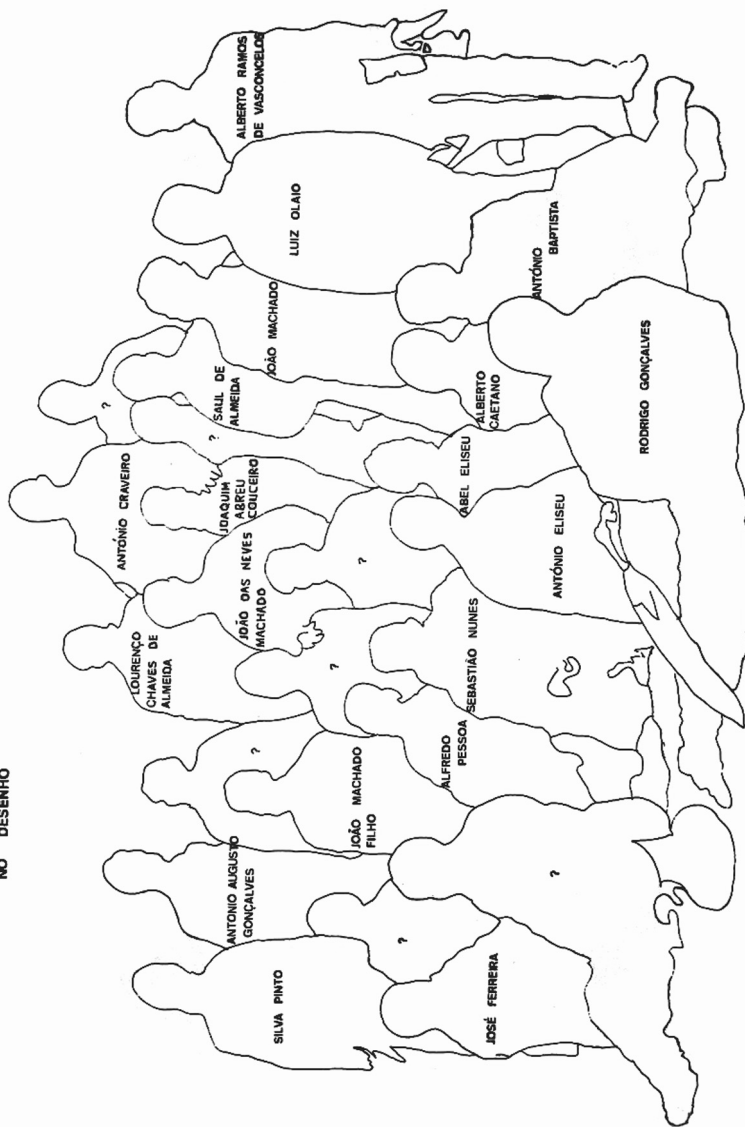 NO DESENHO
ANTÓNIO CRAVEIRO
?
LOURENÇO
CHAVES DE
ALMEIDA
JOAQUIM
ABREU
COUCEIRO
?
SAUL DE
ALMEIDA
ALBERTO RAMOS
DE VASCONCELOS
SILVA PINTO
ANTONIO AUGUSTO
GONÇALVES
?
JOÃO DAS NEVES
MACHADO
JOÃO MACHADO
LUIZ OLAIO
JOÃO MACHADO
FILHO
?
?
?
ALFREDO
PESSOA
SEBASTIÃO NUNES
ABEL ELISEU
ALBERTO
CAETANO
ANTÓNIO
BAPTISTA
JOSÉ FERREIRA
?
ANTÓNIO ELISEU
RODRIGO GONÇALVES